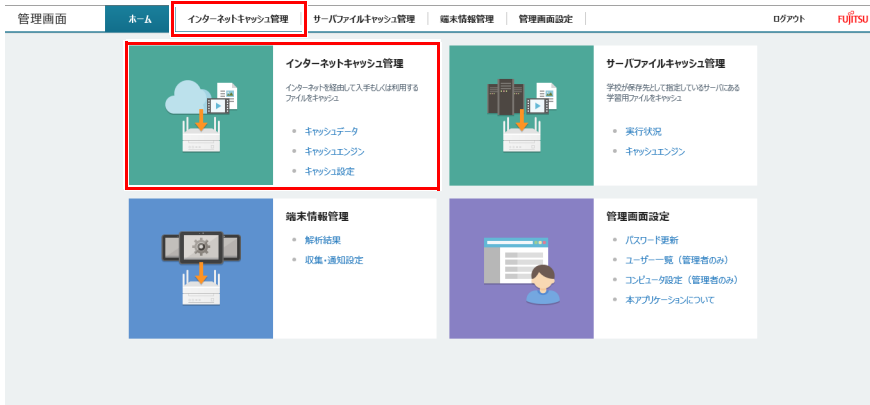 管理画面
ホーム
インターネットキャッシュ管理
サーバファイルキャッシュ管理
端末情報管理
管理画面設定
ログアウト
FUJITSU
インターネットキャッシュ管理
インターネットを経由して入手もしくは利用する
ファイルをキャッシュ
キャッシュデータ
キャッシュエンジン
キャッシュ設定
サーバファイルキャッシュ管理
学校が保存先として指定しているサーバにある
学習用ファイルをキャッシュ
実行状況
キャッシュエンジン
端末情報管理
解析結果
収集・通知設定
管理画面設定
パスワード更新
ユーザー一覧（管理者のみ）
コンピュータ設定（管理者のみ）
本アプリケーションについて